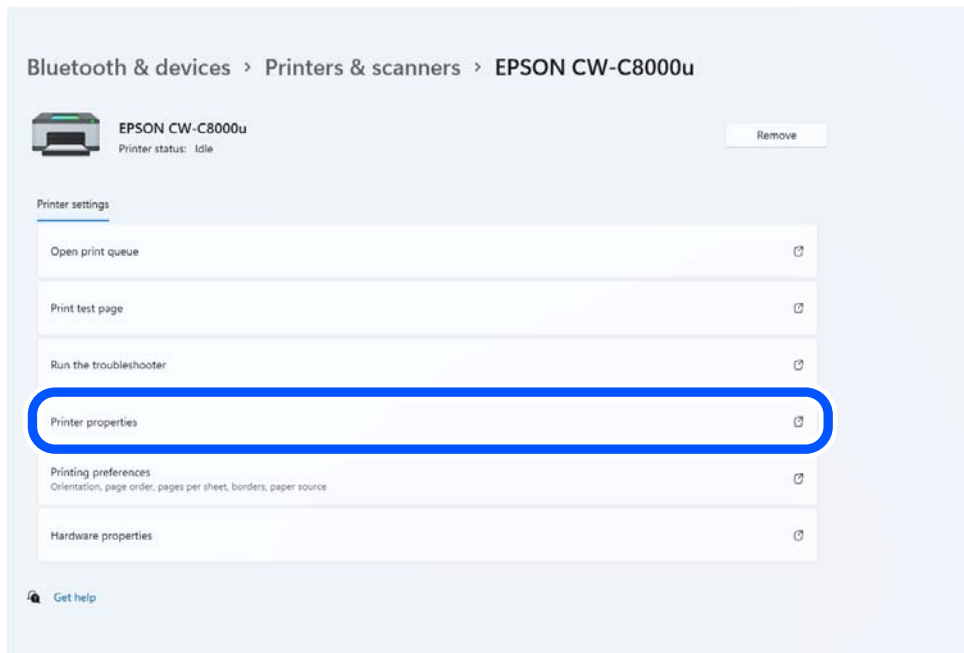 Bluetooth & devices > Printers & scanners > EPSON CW-C8000u
EPSON CW-C8000u
Printer status: Idle
Remove
Printer settings
Open print queue
Print test page
Run the troubleshooter
Printer properties
Printing preferences
Orientation, page order, pages per sheet, borders, paper source
Hardware properties
Get help